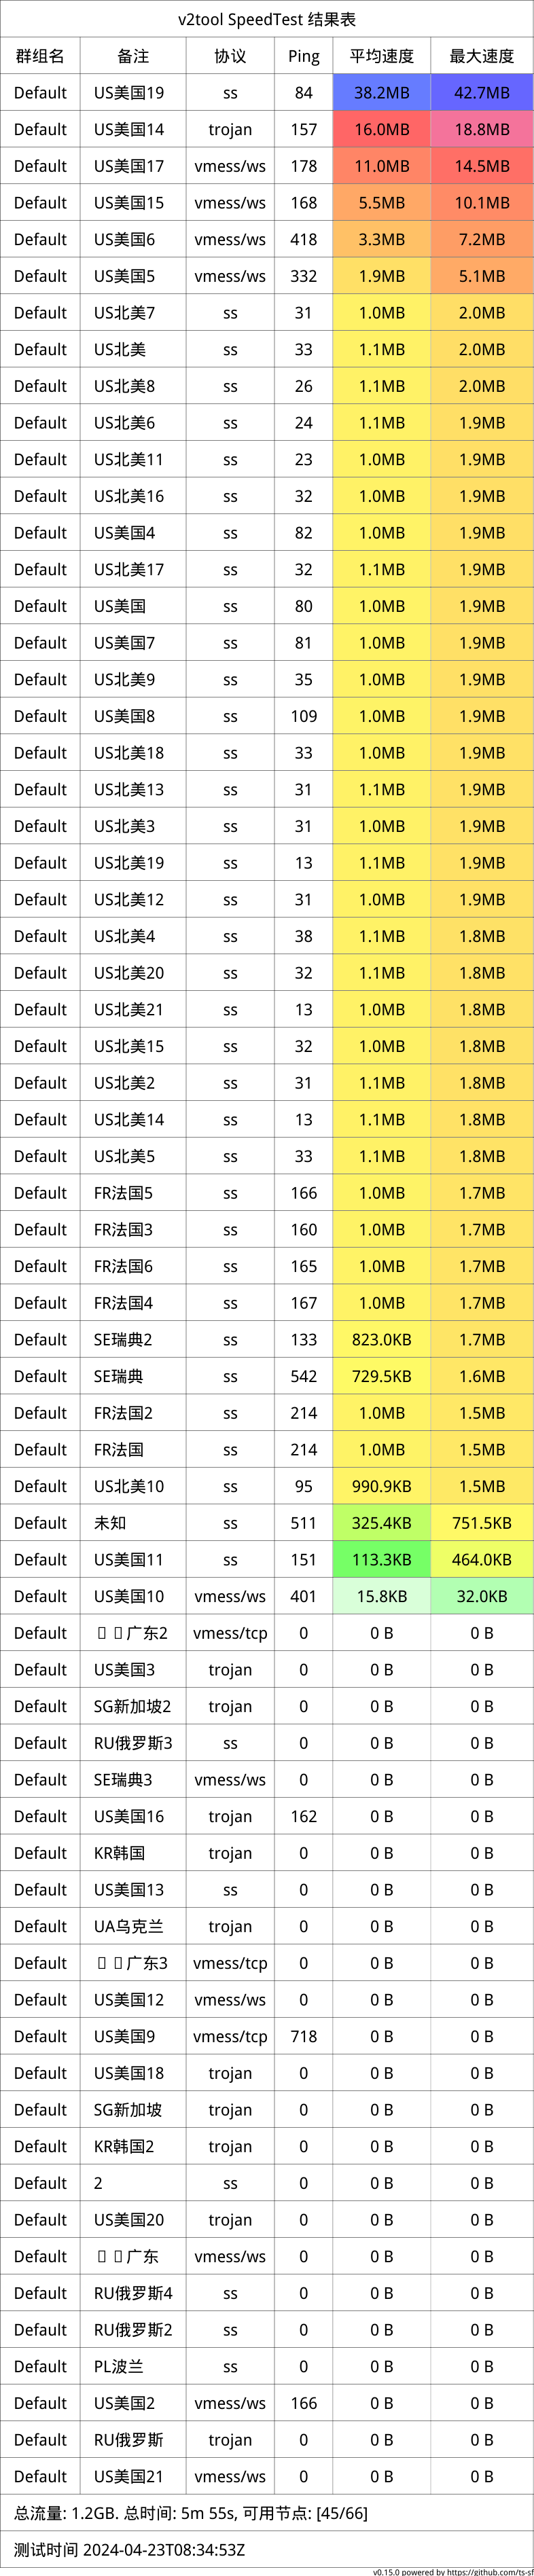 v2tool SpeedTest 结果表
群组名 备注 协议 Ping 平均速度 最大速度
Default US美国19 ss 84 38.2MB 42.7MB
Default US美国14 trojan 157 16.0MB 18.8MB
Default US美国17 vmess/ws 178 11.0MB 14.5MB
Default US美国15 vmess/ws 168 5.5MB 10.1MB
Default US美国6 vmess/ws 418 3.3MB 7.2MB
Default US美国5 vmess/ws 332 1.9MB 5.1MB
Default US北美7 ss 31 1.0MB 2.0MB
Default US北美 ss 33 1.1MB 2.0MB
Default US北美8 ss 26 1.1MB 2.0MB
Default US北美6 ss 24 1.1MB 1.9MB
Default US北美11 ss 23 1.0MB 1.9MB
Default US北美16 ss 32 1.0MB 1.9MB
Default US美国4 ss 82 1.0MB 1.9MB
Default US北美17 ss 32 1.1MB 1.9MB
Default US美国 ss 80 1.0MB 1.9MB
Default US美国7 ss 81 1.0MB 1.9MB
Default US北美9 ss 35 1.0MB 1.9MB
Default US美国8 ss 109 1.0MB 1.9MB
Default US北美18 ss 33 1.0MB 1.9MB
Default US北美13 ss 31 1.1MB 1.9MB
Default US北美3 ss 31 1.0MB 1.9MB
Default US北美19 ss 13 1.1MB 1.9MB
Default US北美12 ss 31 1.0MB 1.9MB
Default US北美4 ss 38 1.1MB 1.8MB
Default US北美20 ss 32 1.1MB 1.8MB
Default US北美21 ss 13 1.0MB 1.8MB
Default US北美15 ss 32 1.0MB 1.8MB
Default US北美2 ss 31 1.1MB 1.8MB
Default US北美14 ss 13 1.1MB 1.8MB
Default US北美5 ss 33 1.1MB 1.8MB
Default FR法国5 ss 166 1.0MB 1.7MB
Default FR法国3 ss 160 1.0MB 1.7MB
Default FR法国6 ss 165 1.0MB 1.7MB
Default FR法国4 ss 167 1.0MB 1.7MB
Default SE瑞典2 ss 133 823.0KB 1.7MB
Default SE瑞典 ss 542 729.5KB 1.6MB
Default FR法国2 ss 214 1.0MB 1.5MB
Default FR法国 ss 214 1.0MB 1.5MB
Default US北美10 ss 95 990.9KB 1.5MB
Default 未知 ss 511 325.4KB 751.5KB
Default US美国11 ss 151 113.3KB 464.0KB
Default US美国10 vmess/ws 401 15.8KB 32.0KB
Default 广东2 vmess/tcp 0 0 B 0 B
Default US美国3 trojan 0 0 B 0 B
Default SG新加坡2 trojan 0 0 B 0 B
Default RU俄罗斯3 ss 0 0 B 0 B
Default SE瑞典3 vmess/ws 0 0 B 0 B
Default US美国16 trojan 162 0 B 0 B
Default KR韩国 trojan 0 0 B 0 B
Default US美国13 ss 0 0 B 0 B
Default UA乌克兰 trojan 0 0 B 0 B
Default 广东3 vmess/tcp 0 0 B 0 B
Default US美国12 vmess/ws 0 0 B 0 B
Default US美国9 vmess/tcp 718 0 B 0 B
Default US美国18 trojan 0 0 B 0 B
Default SG新加坡 trojan 0 0 B 0 B
Default KR韩国2 trojan 0 0 B 0 B
Default 2 ss 0 0 B 0 B
Default US美国20 trojan 0 0 B 0 B
Default 广东 vmess/ws 0 0 B 0 B
Default RU俄罗斯4 ss 0 0 B 0 B
Default RU俄罗斯2 ss 0 0 B 0 B
Default PL波兰 ss 0 0 B 0 B
Default US美国2 vmess/ws 166 0 B 0 B
Default RU俄罗斯 trojan 0 0 B 0 B
Default US美国21 vmess/ws 0 0 B 0 B
总流量: 1.2GB. 总时间: 5m 55s, 可用节点: [45/66]
测试时间 2024-04-23T08:34:53Z
v0.15.0 powered by https://github.com/ts-sf